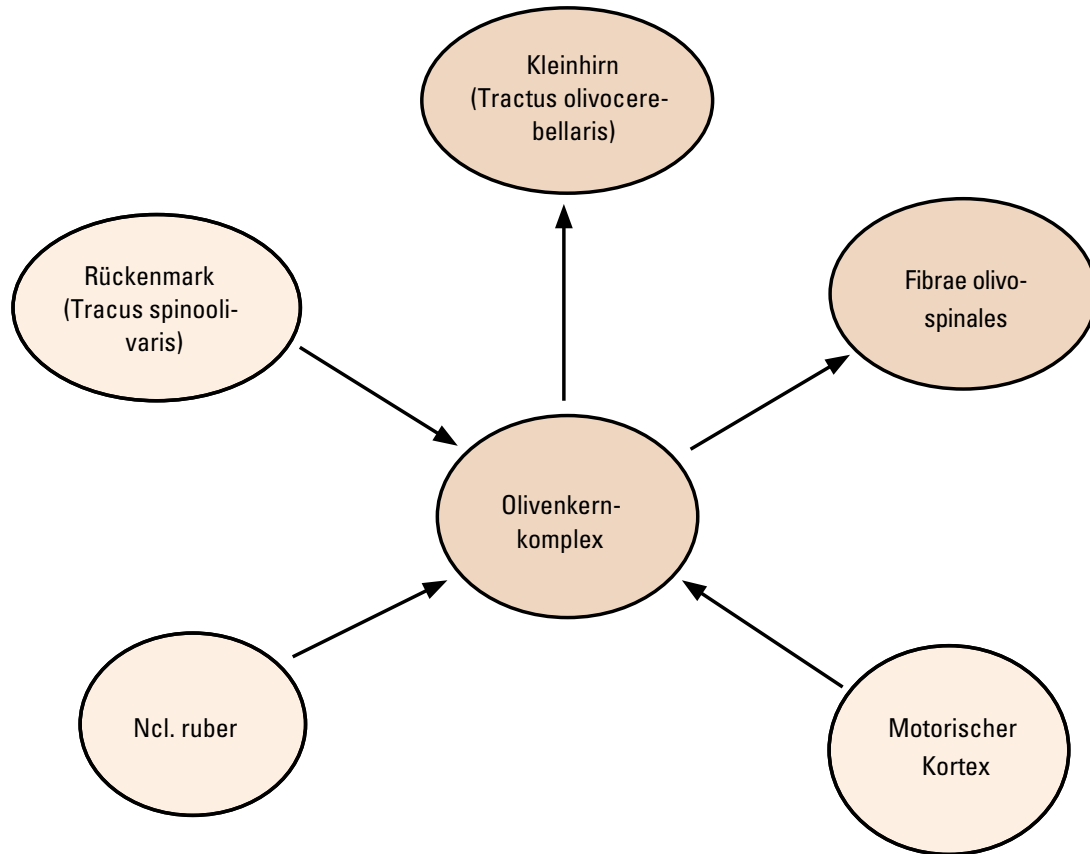 Kleinhirn
(Tractus olivocere-
bellaris)
Rückenmark
(Tracus spinooli-
varis)
Fibrae olivo-
spinales
Olivenkern-
komplex
Ncl. ruber
Motorischer
Kortex